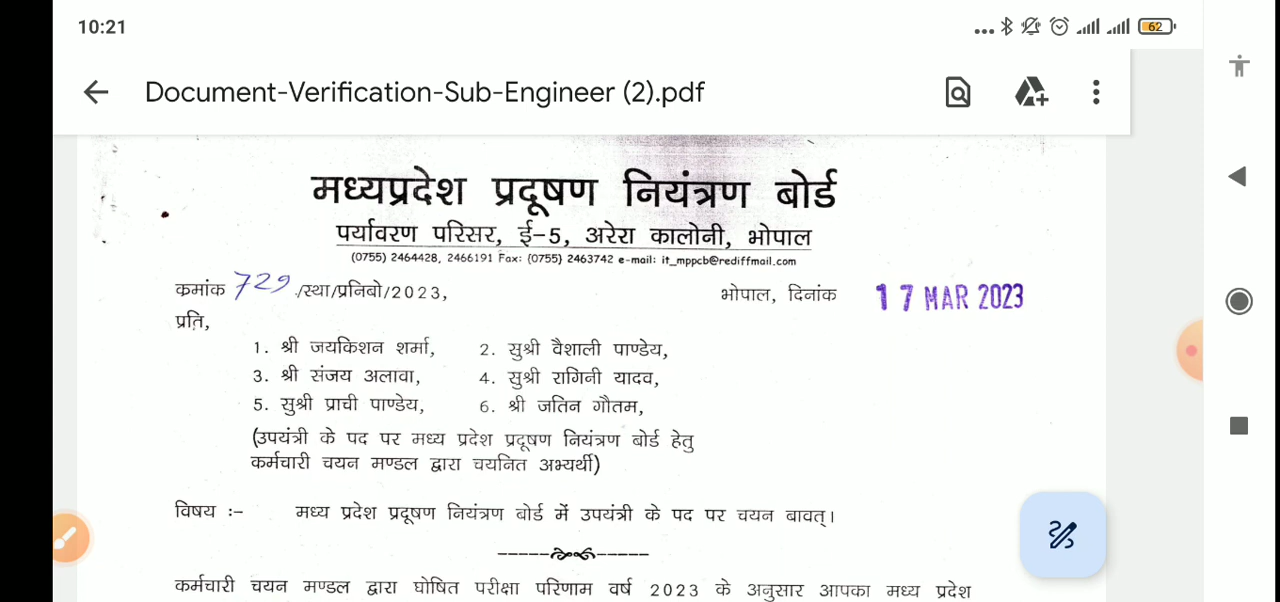 10:21
62
Document-Verification-Sub-Engineer (2).pdf
मध्यप्रदेश प्रदूषण नियंत्रण बोर्ड
पर्यावरण परिसर, ई-5, अरेरा कालोनी, भोपाल
(0755) 2464428, 2466191 Fax: (0755) 2463742 e-mail: it_mppcb@rediffmail.com
क्रमांक 729 /स्था/प्रनिबो/2023, भोपाल, दिनांक 17 MAR 2023
प्रति,
1. श्री जयकिशन शर्मा, 2. सुश्री वैशाली पाण्डेय,
3. श्री संजय अलावा, 4. सुश्री रागिनी यादव,
5. सुश्री प्राची पाण्डेय, 6. श्री जतिन गौतम,
(उपयंत्री के पद पर मध्य प्रदेश प्रदूषण नियंत्रण बोर्ड हेतु
कर्मचारी चयन मण्डल द्वारा चयनित अभ्यर्थी)
विषय :- मध्य प्रदेश प्रदूषण नियंत्रण बोर्ड में उपयंत्री के पद पर चयन बावत्।
कर्मचारी चयन मण्डल द्वारा घोषित परीक्षा परिणाम वर्ष 2023 के अनुसार आपका मध्य प्रदेश